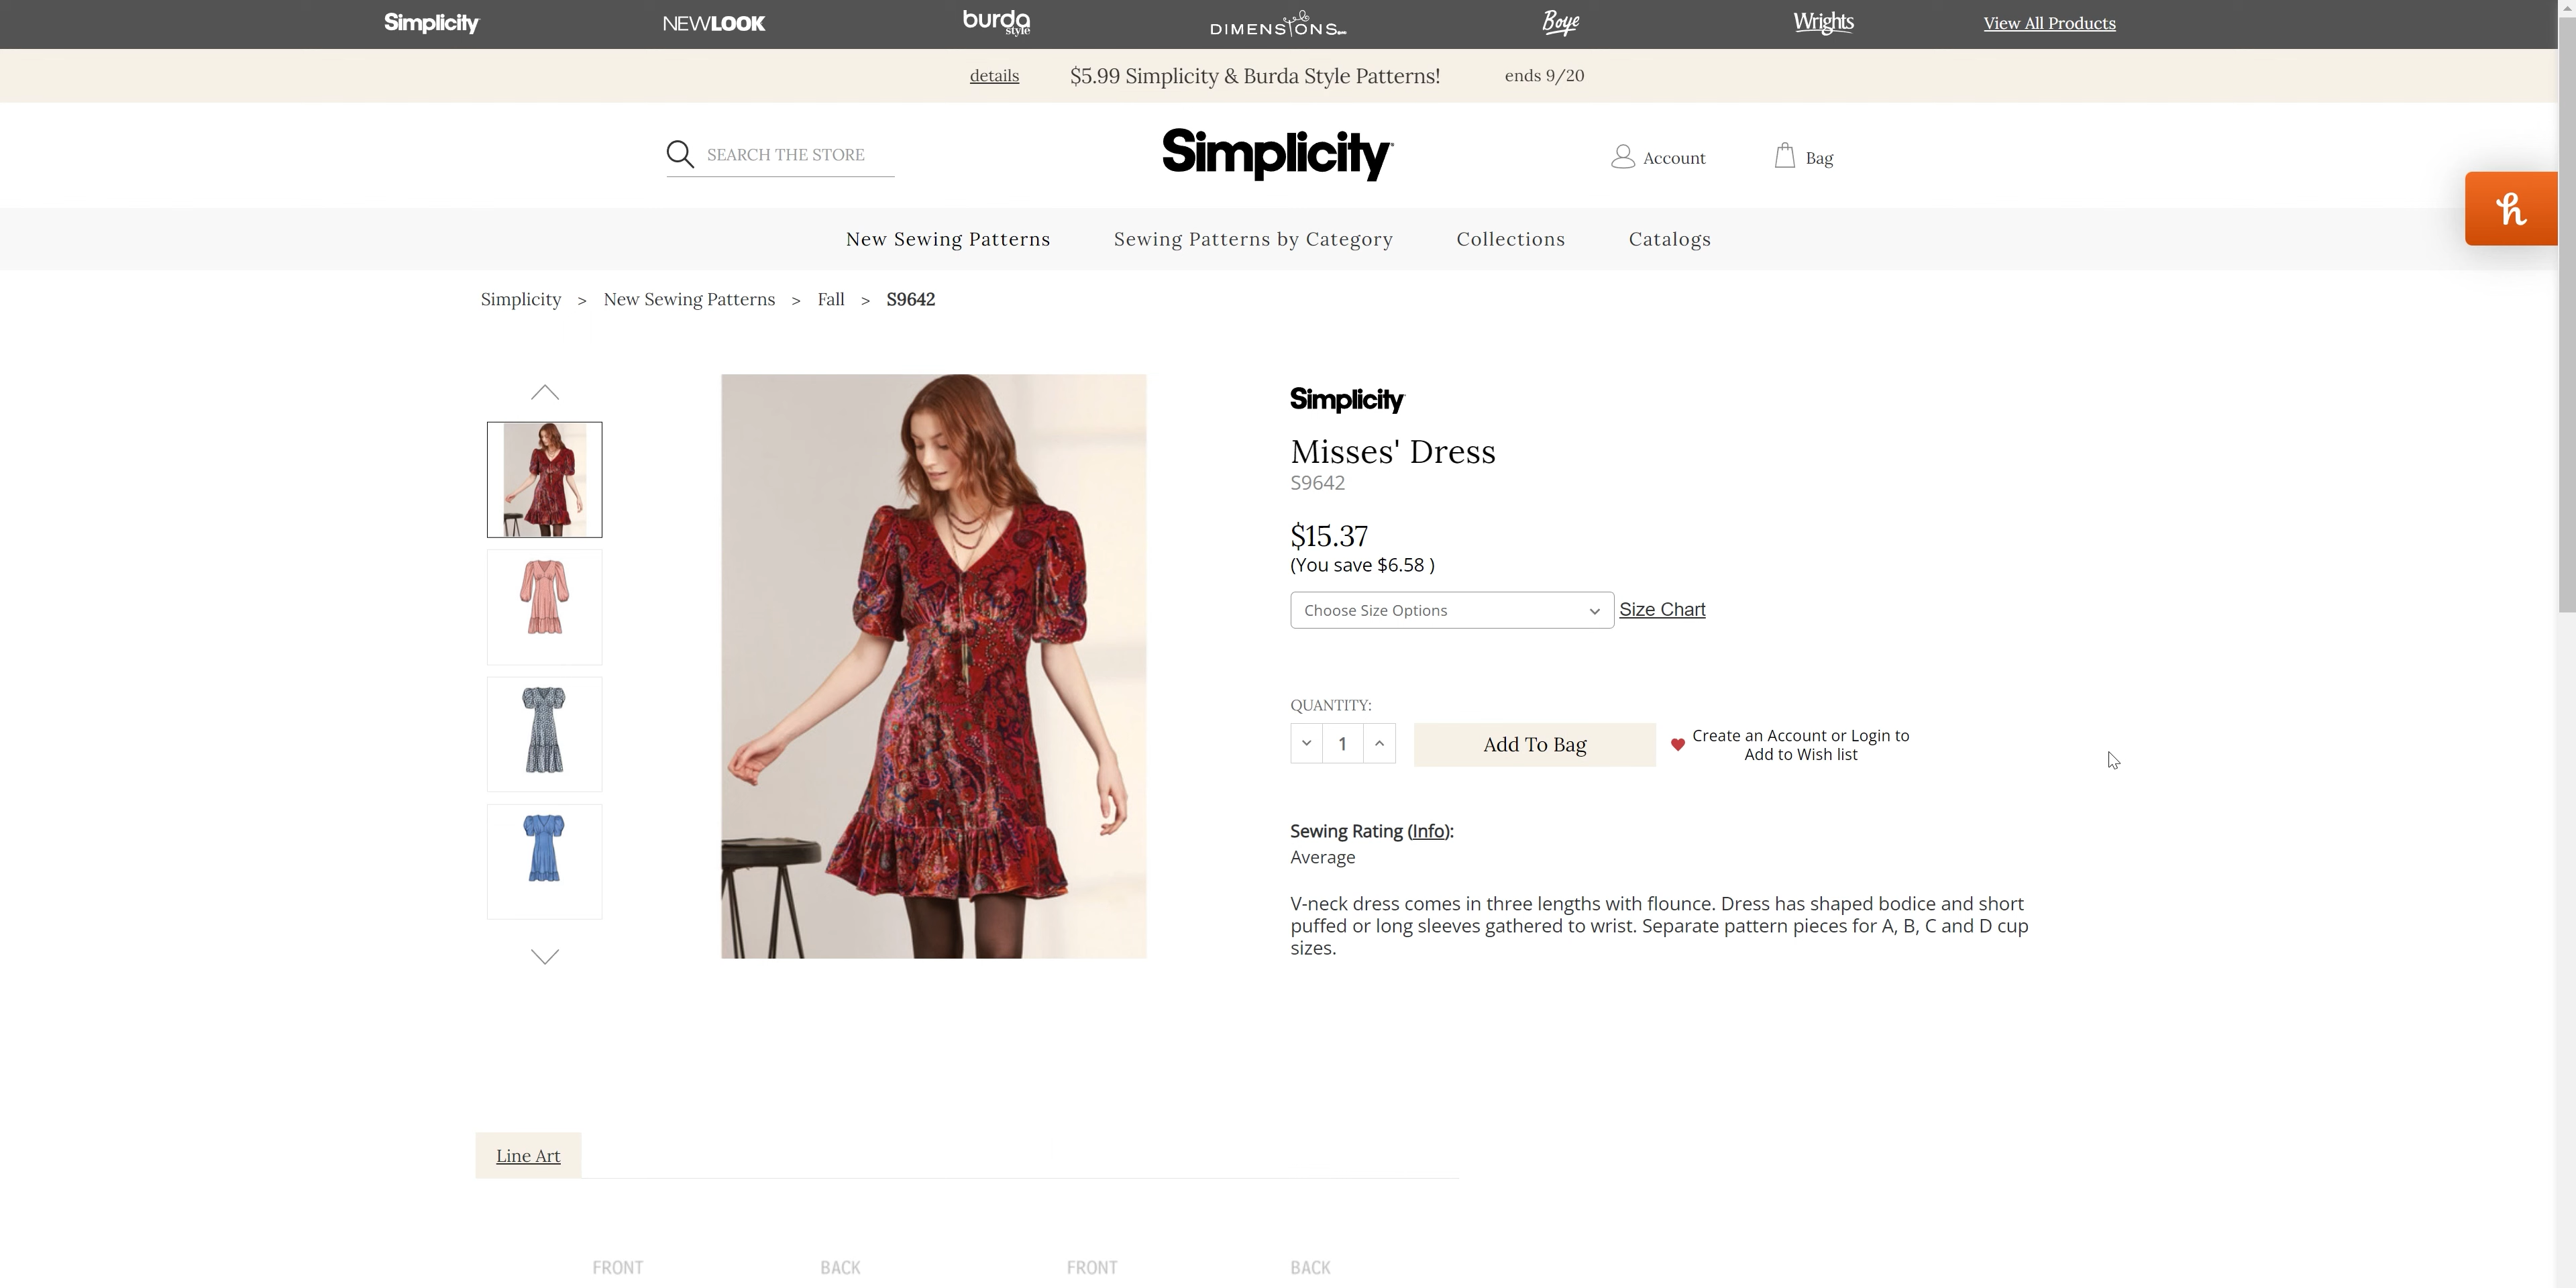 Simplicity
NEWLOOK
burda style
DIMENSIONS
Boye
Wrights
View All Products
details
$5.99 Simplicity & Burda Style Patterns!
ends 9/20
SEARCH THE STORE
Simplicity
Account
Bag
h
New Sewing Patterns
Sewing Patterns by Category
Collections
Catalogs
Simplicity > New Sewing Patterns > Fall > S9642
Simplicity
Misses' Dress
S9642
$15.37
(You save $6.58 )
Choose Size Options
Size Chart
QUANTITY:
1
Add To Bag
Create an Account or Login to
Add to Wish list
Sewing Rating (Info):
Average
V-neck dress comes in three lengths with flounce. Dress has shaped bodice and short
puffed or long sleeves gathered to wrist. Separate pattern pieces for A, B, C and D cup
sizes.
Line Art
FRONT
BACK
FRONT
BACK